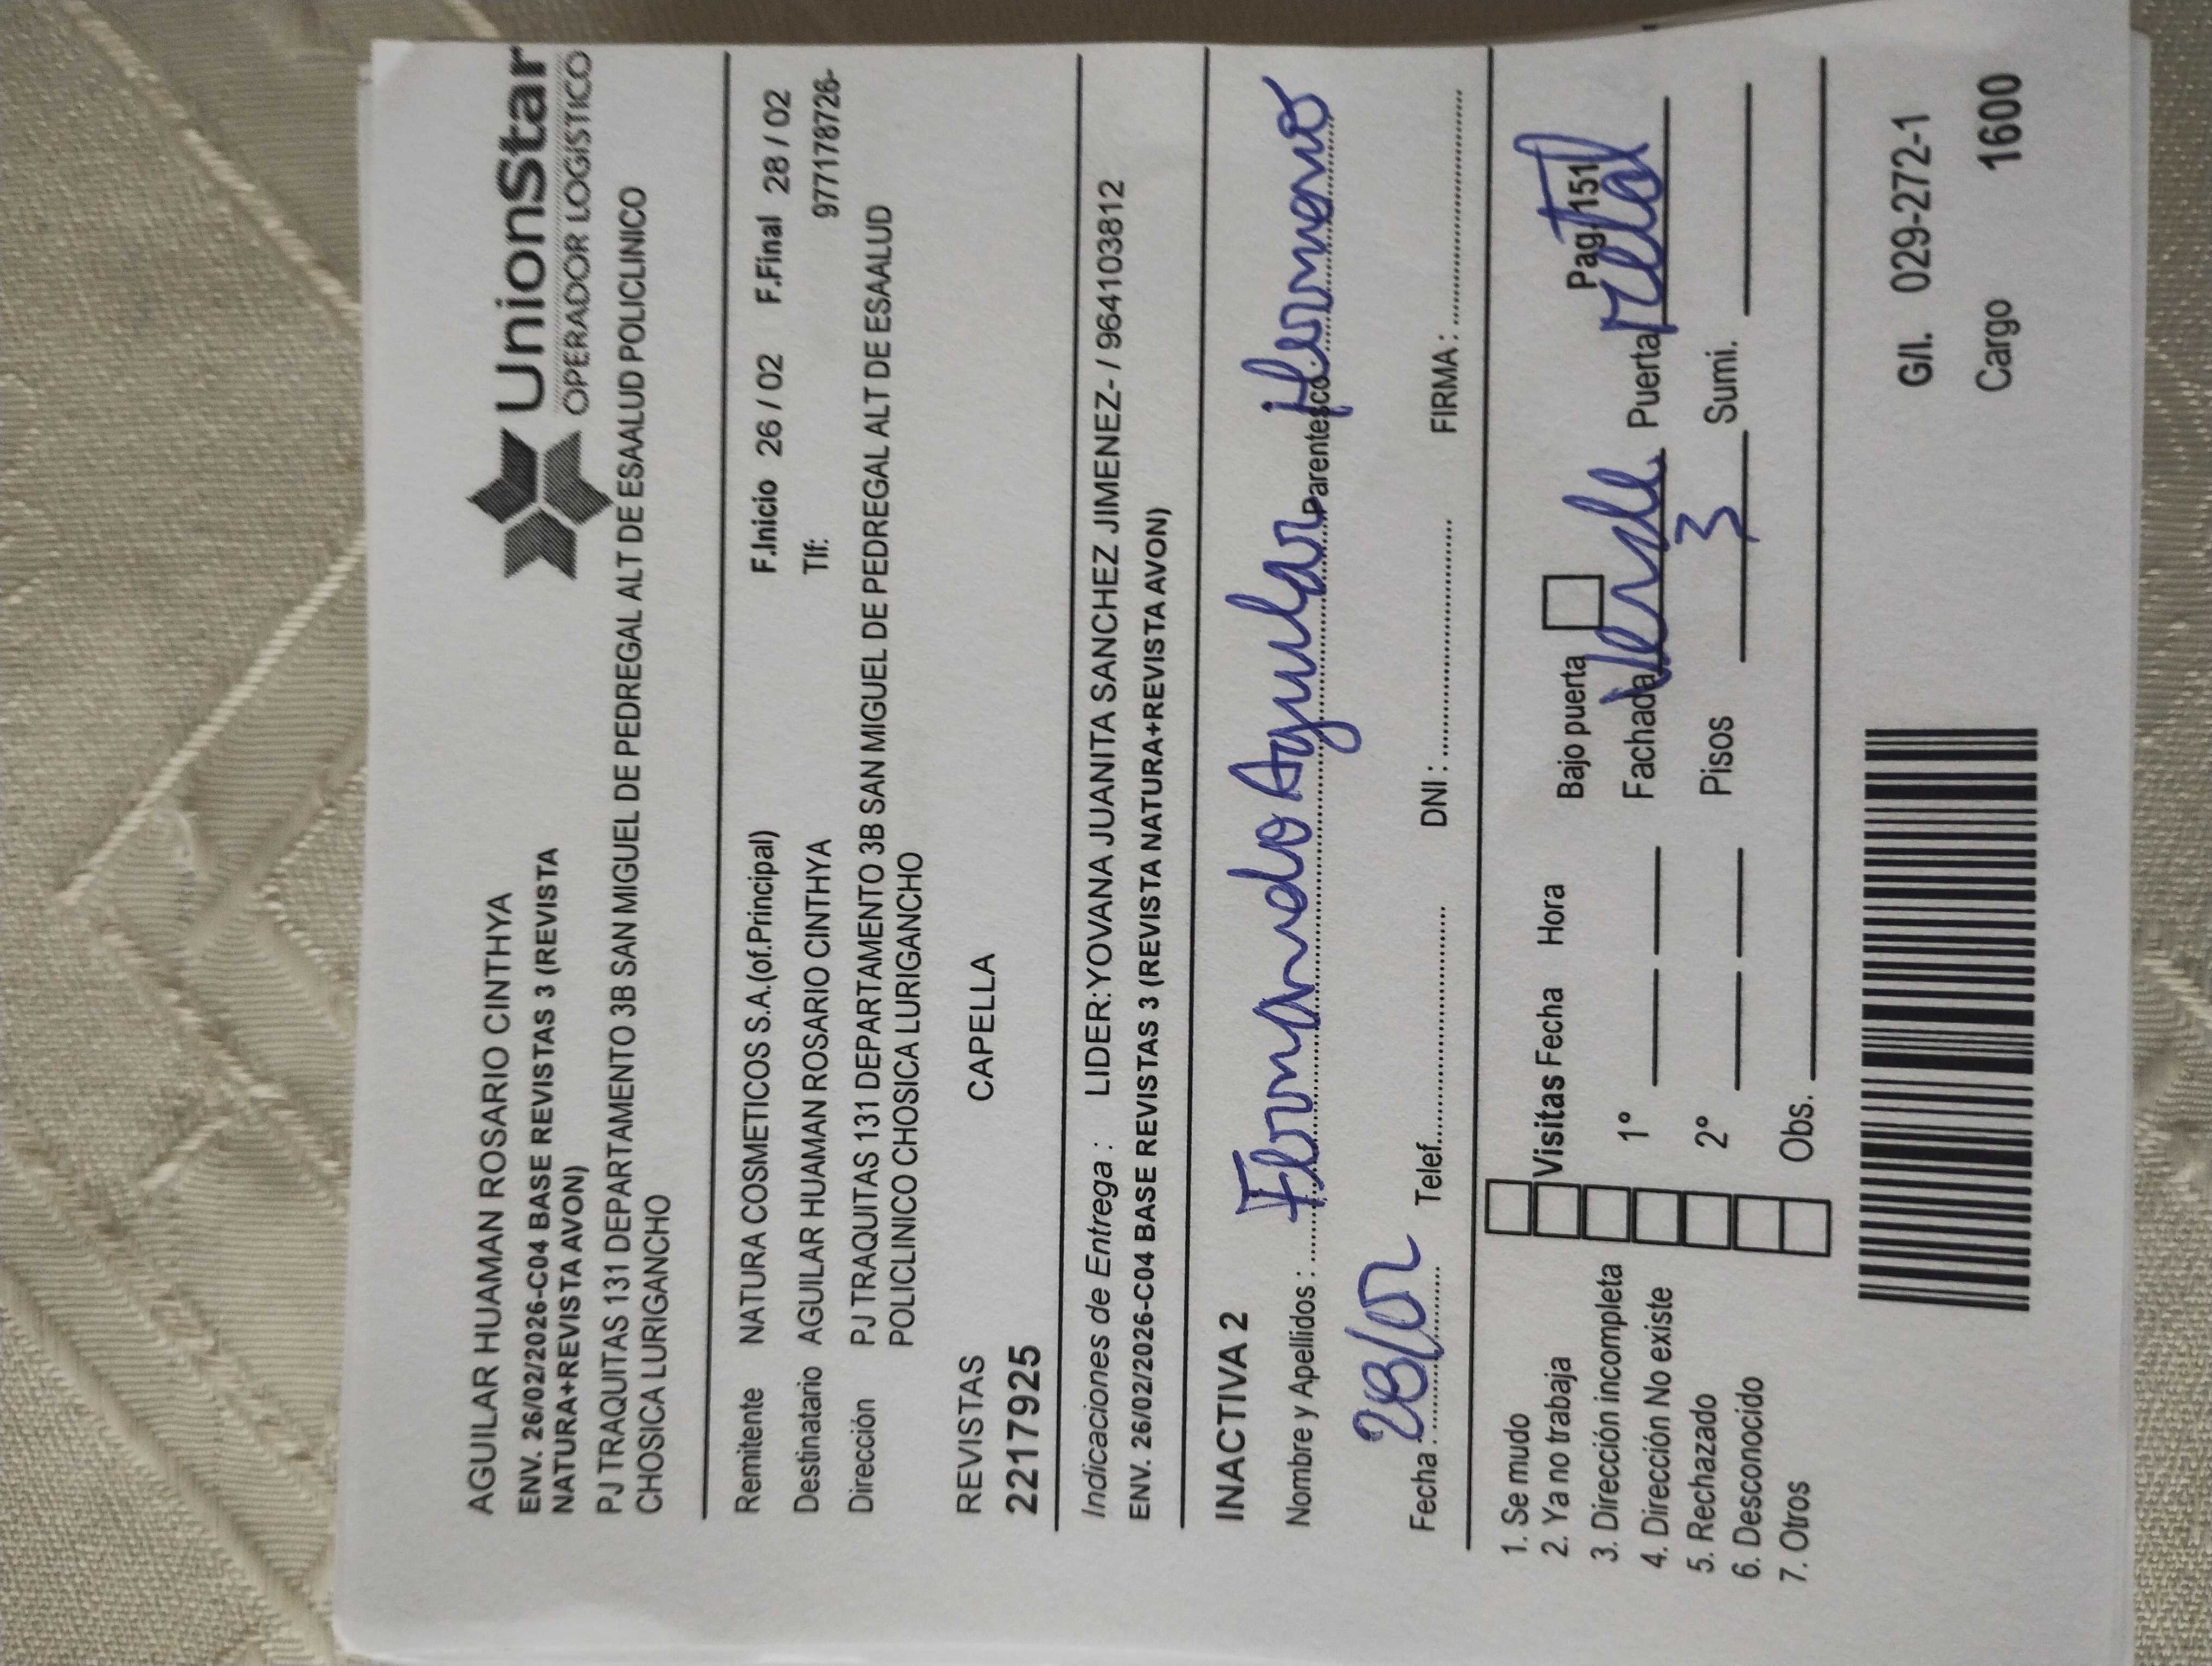 AGUILAR HUAMAN ROSARIO CINTHYA
UnionStar
OPERADOR LOGISTICO
ENV. 26/02/2026-C04 BASE REVISTAS 3 (REVISTA
NATURA+REVISTA AVON)
PJ TRAQUITAS 131 DEPARTAMENTO 3B SAN MIGUEL DE PEDREGAL ALT DE ESAALUD POLICLINICO
CHOSICA LURIGANCHO
Remitente NATURA COSMETICOS S.A.(of.Principal) F.Inicio 26 / 02 F.Final 28 / 02
Destinatario AGUILAR HUAMAN ROSARIO CINTHYA Tlf: 977178726-
Dirección PJ TRAQUITAS 131 DEPARTAMENTO 3B SAN MIGUEL DE PEDREGAL ALT DE ESAALUD
POLICLINICO CHOSICA LURIGANCHO
REVISTAS CAPELLA
2217925
Indicaciones de Entrega : LIDER:YOVANA JUANITA SANCHEZ JIMENEZ- / 964103812
ENV. 26/02/2026-C04 BASE REVISTAS 3 (REVISTA NATURA+REVISTA AVON)
INACTIVA 2
Nombre y Apellidos : Fernando Aguilar Parentesco: Hermano
Fecha : 28/02 Telef. DNI : FIRMA :
1. Se mudo
2. Ya no trabaja Visitas Fecha Hora Bajo puerta Pag.151
3. Dirección incompleta
4. Dirección No existe 1° Fachada Verde Puerta Metal
5. Rechazado
6. Desconocido 2° Pisos 3 Sumi.
7. Otros Obs.
G/I. 029-272-1
Cargo 1600